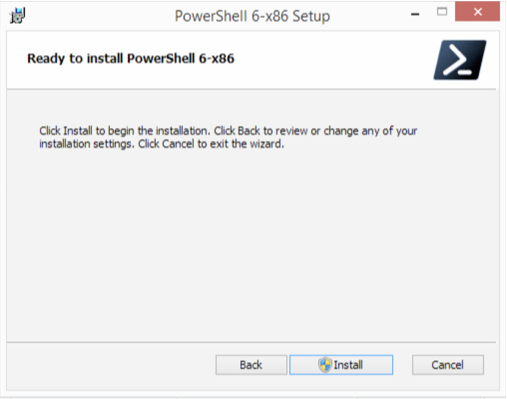 PowerShell 6-x86 Setup
Ready to install PowerShell 6-x86
Click Install to begin the installation. Click Back to review or change any of your
installation settings. Click Cancel to exit the wizard.
Back Install Cancel